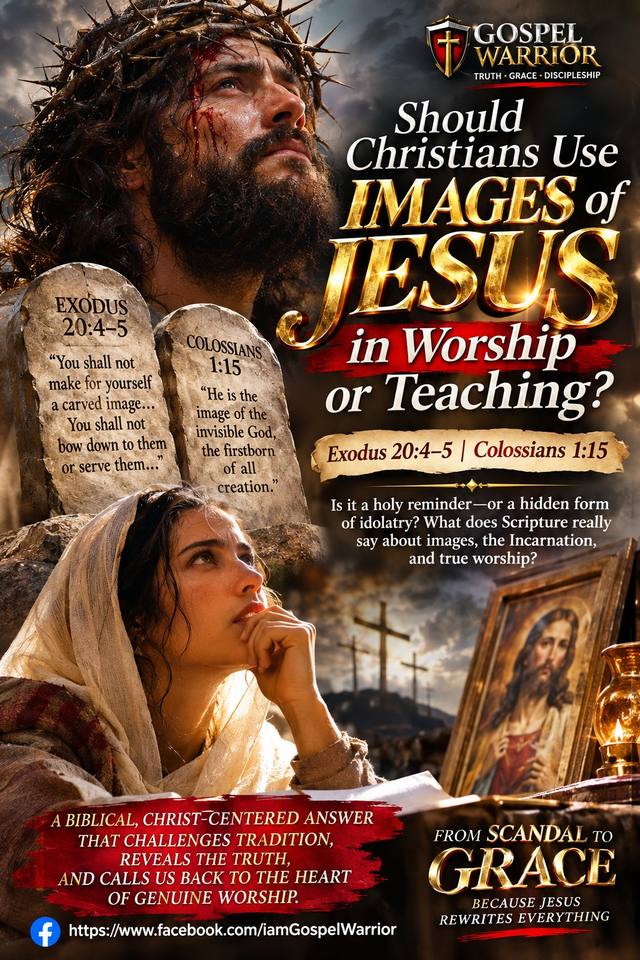 GOSPEL
WARRIOR
TRUTH · GRACE · DISCIPLESHIP
Should
Christians Use
IMAGES of
JESUS
in Worship
or Teaching?
Exodus 20:4–5 | Colossians 1:15
Is it a holy reminder—or a hidden form
of idolatry? What does Scripture really
say about images, the Incarnation,
and true worship?
EXODUS
20:4–5
“You shall not
make for yourself
a carved image...
You shall not
bow down to them
or serve them...”
COLOSSIANS
1:15
“He is the
image of the
invisible God,
the firstborn
of all
creation.”
A BIBLICAL, CHRIST-CENTERED ANSWER
THAT CHALLENGES TRADITION,
REVEALS THE TRUTH,
AND CALLS US BACK TO THE HEART
OF GENUINE WORSHIP.
FROM SCANDAL TO
GRACE
BECAUSE JESUS
REWRITES EVERYTHING
https://www.facebook.com/iamGospelWarrior